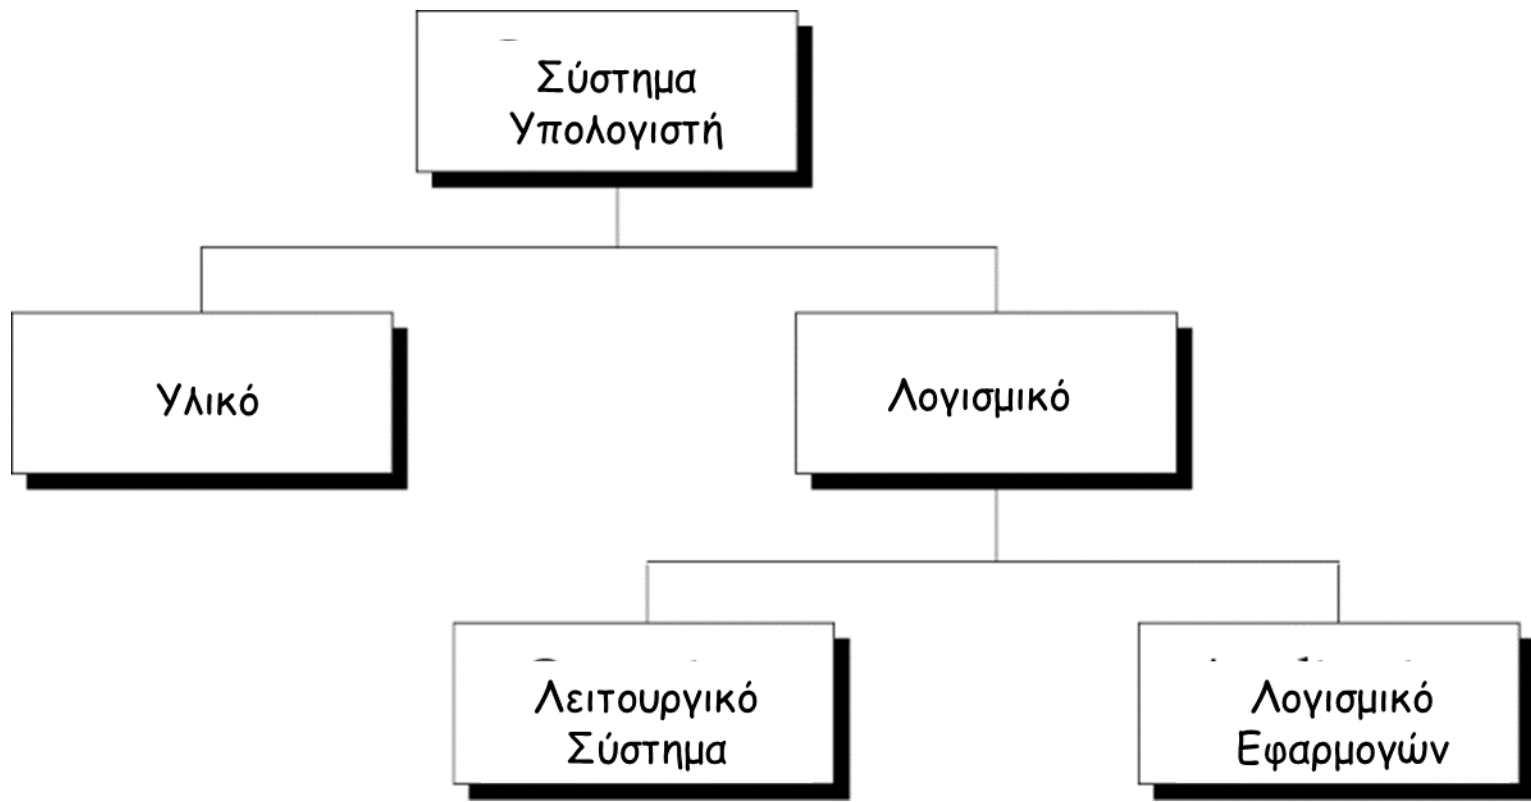 Σύστημα
Υπολογιστή
Υλικό
Λογισμικό
Λειτουργικό
Σύστημα
Λογισμικό
Εφαρμογών